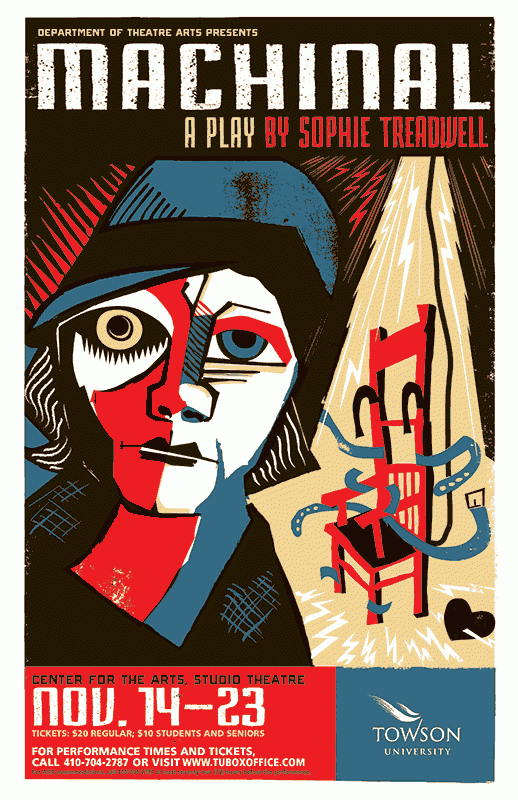 DEPARTMENT OF THEATRE ARTS PRESENTS
MACHINAL
A PLAY BY SOPHIE TREADWELL
CENTER FOR THE ARTS, STUDIO THEATRE
NOV. 14–23
TICKETS: $20 REGULAR; $10 STUDENTS AND SENIORS
FOR PERFORMANCE TIMES AND TICKETS,
CALL 410-704-2787 OR VISIT WWW.TUBOXOFFICE.COM
TOWSON
UNIVERSITY